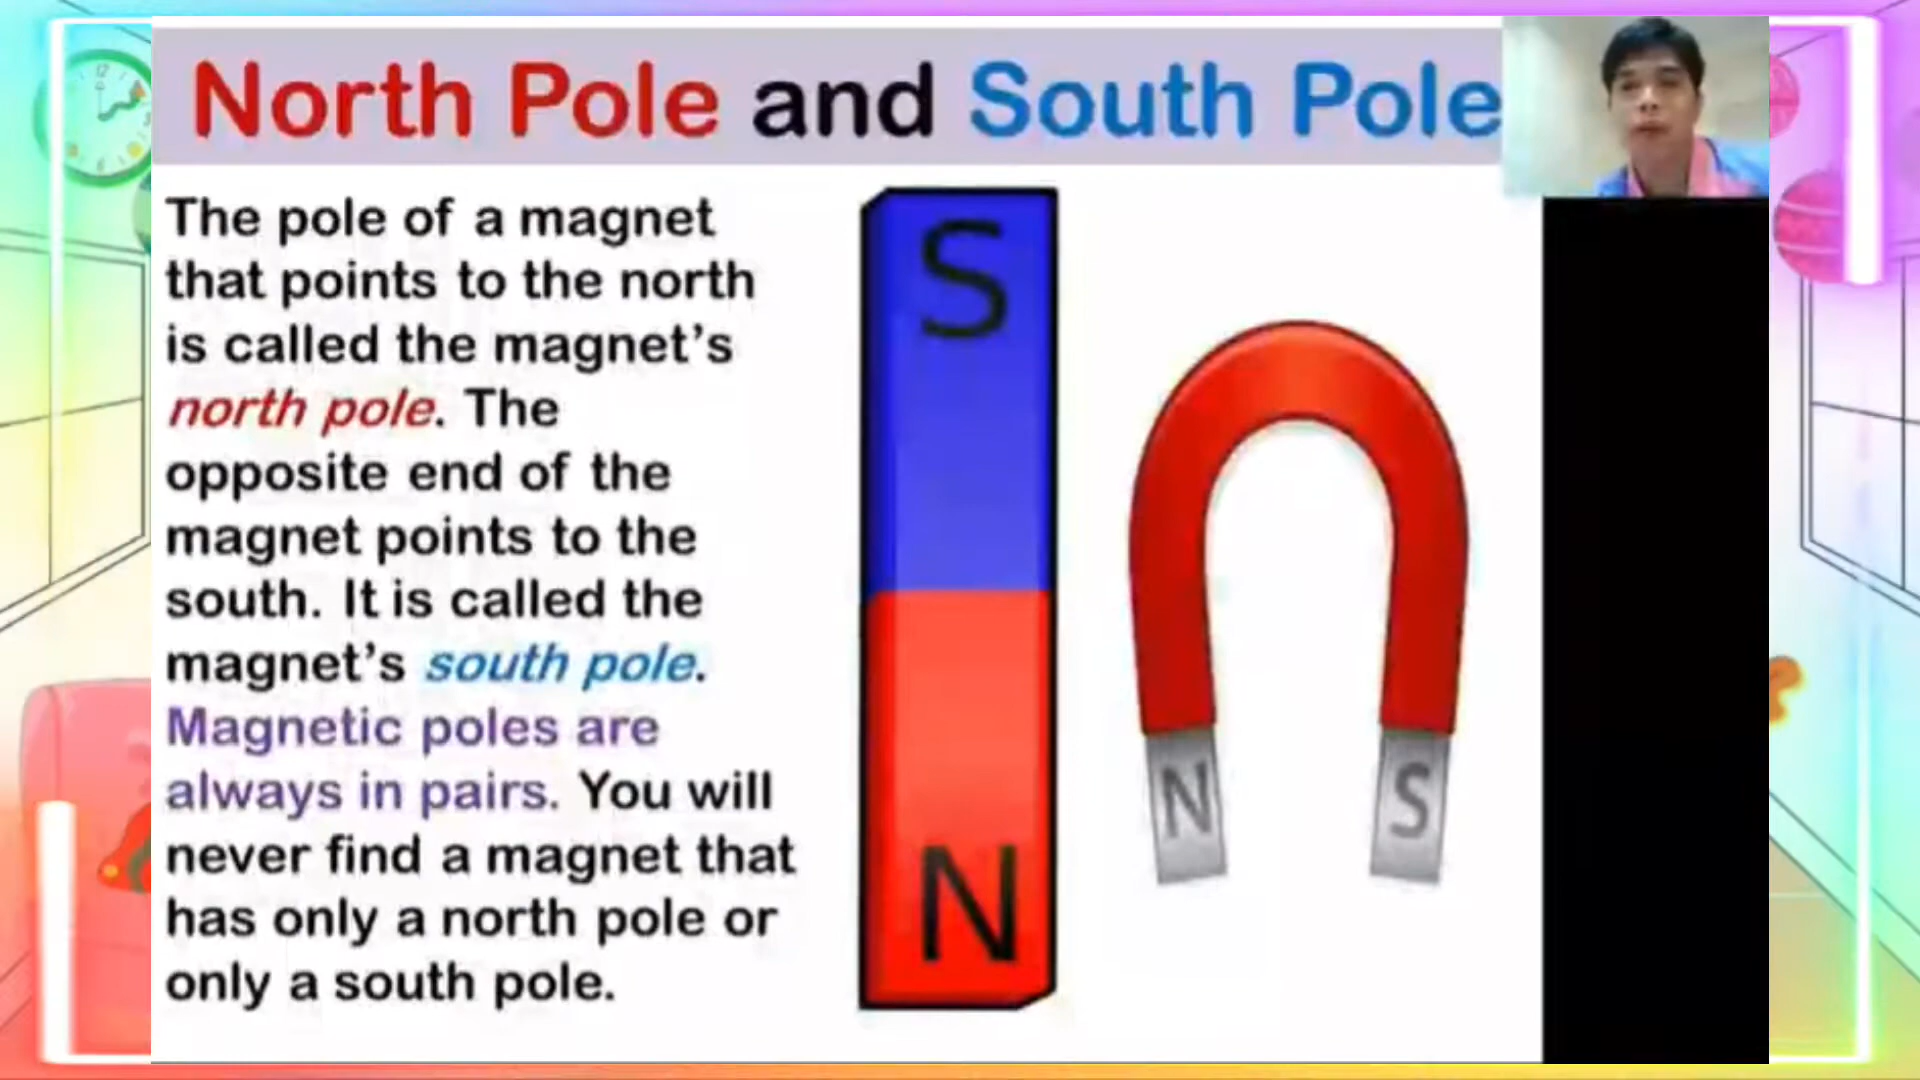 North Pole and South Pole
The pole of a magnet
that points to the north
is called the magnet’s
north pole. The
opposite end of the
magnet points to the
south. It is called the
magnet’s south pole.
Magnetic poles are
always in pairs. You will
never find a magnet that
has only a north pole or
only a south pole.
S
N
N S
12